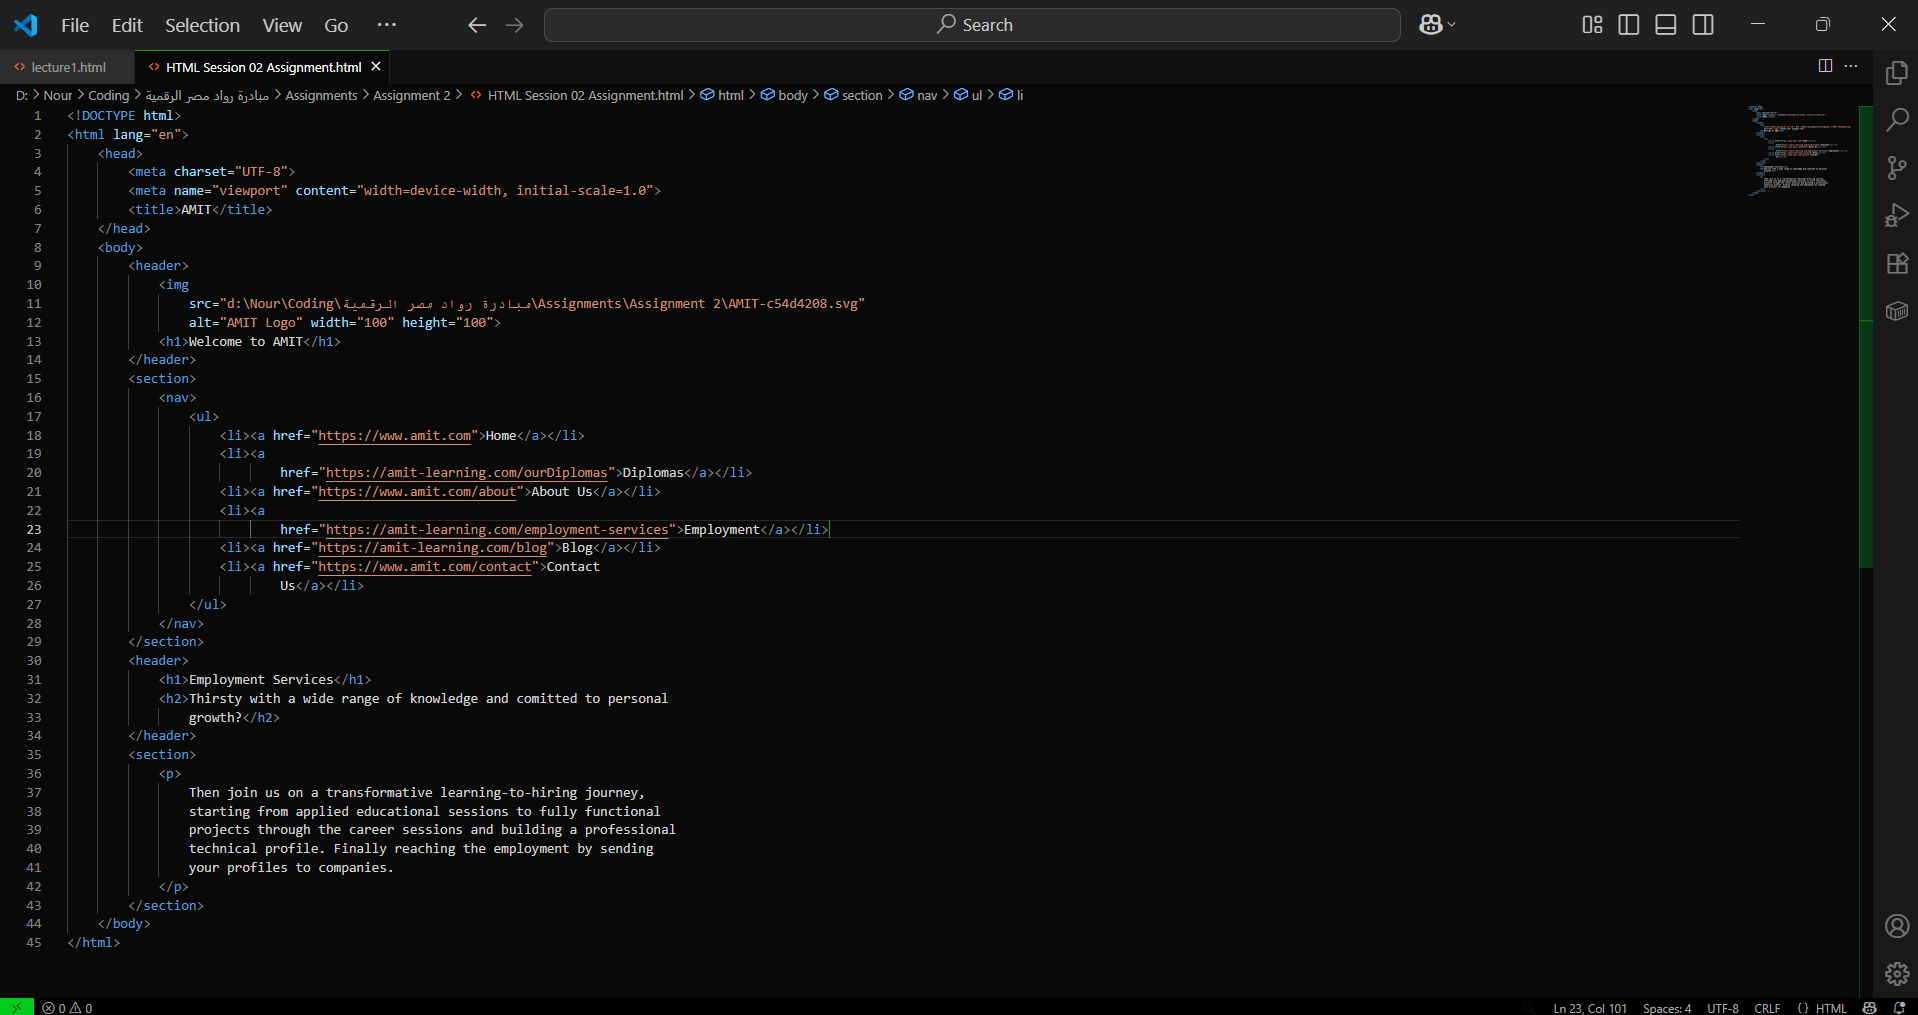 File Edit Selection View Go ··· Search
lecture1.html HTML Session 02 Assignment.html
D: > Nour > Coding > مبادرة رواد مصر الرقمية > Assignments > Assignment 2 > HTML Session 02 Assignment.html > html > body > section > nav > ul > li
1 <!DOCTYPE html>
2 <html lang="en">
3 <head>
4 <meta charset="UTF-8">
5 <meta name="viewport" content="width=device-width, initial-scale=1.0">
6 <title>AMIT</title>
7 </head>
8 <body>
9 <header>
10 <img
11 src="d:\Nour\Coding\مبادرة رواد مصر الرقمية\Assignments\Assignment 2\AMIT-c54d4208.svg"
12 alt="AMIT Logo" width="100" height="100">
13 <h1>Welcome to AMIT</h1>
14 </header>
15 <section>
16 <nav>
17 <ul>
18 <li><a href="https://www.amit.com">Home</a></li>
19 <li><a
20 href="https://amit-learning.com/ourDiplomas">Diplomas</a></li>
21 <li><a href="https://www.amit.com/about">About Us</a></li>
22 <li><a
23 href="https://amit-learning.com/employment-services">Employment</a></li>
24 <li><a href="https://amit-learning.com/blog">Blog</a></li>
25 <li><a href="https://www.amit.com/contact">Contact
26 Us</a></li>
27 </ul>
28 </nav>
29 </section>
30 <header>
31 <h1>Employment Services</h1>
32 <h2>Thirsty with a wide range of knowledge and comitted to personal
33 growth?</h2>
34 </header>
35 <section>
36 <p>
37 Then join us on a transformative learning-to-hiring journey,
38 starting from applied educational sessions to fully functional
39 projects through the career sessions and building a professional
40 technical profile. Finally reaching the employment by sending
41 your profiles to companies.
42 </p>
43 </section>
44 </body>
45 </html>
0 0 Ln 23, Col 101 Spaces: 4 UTF-8 CRLF {} HTML